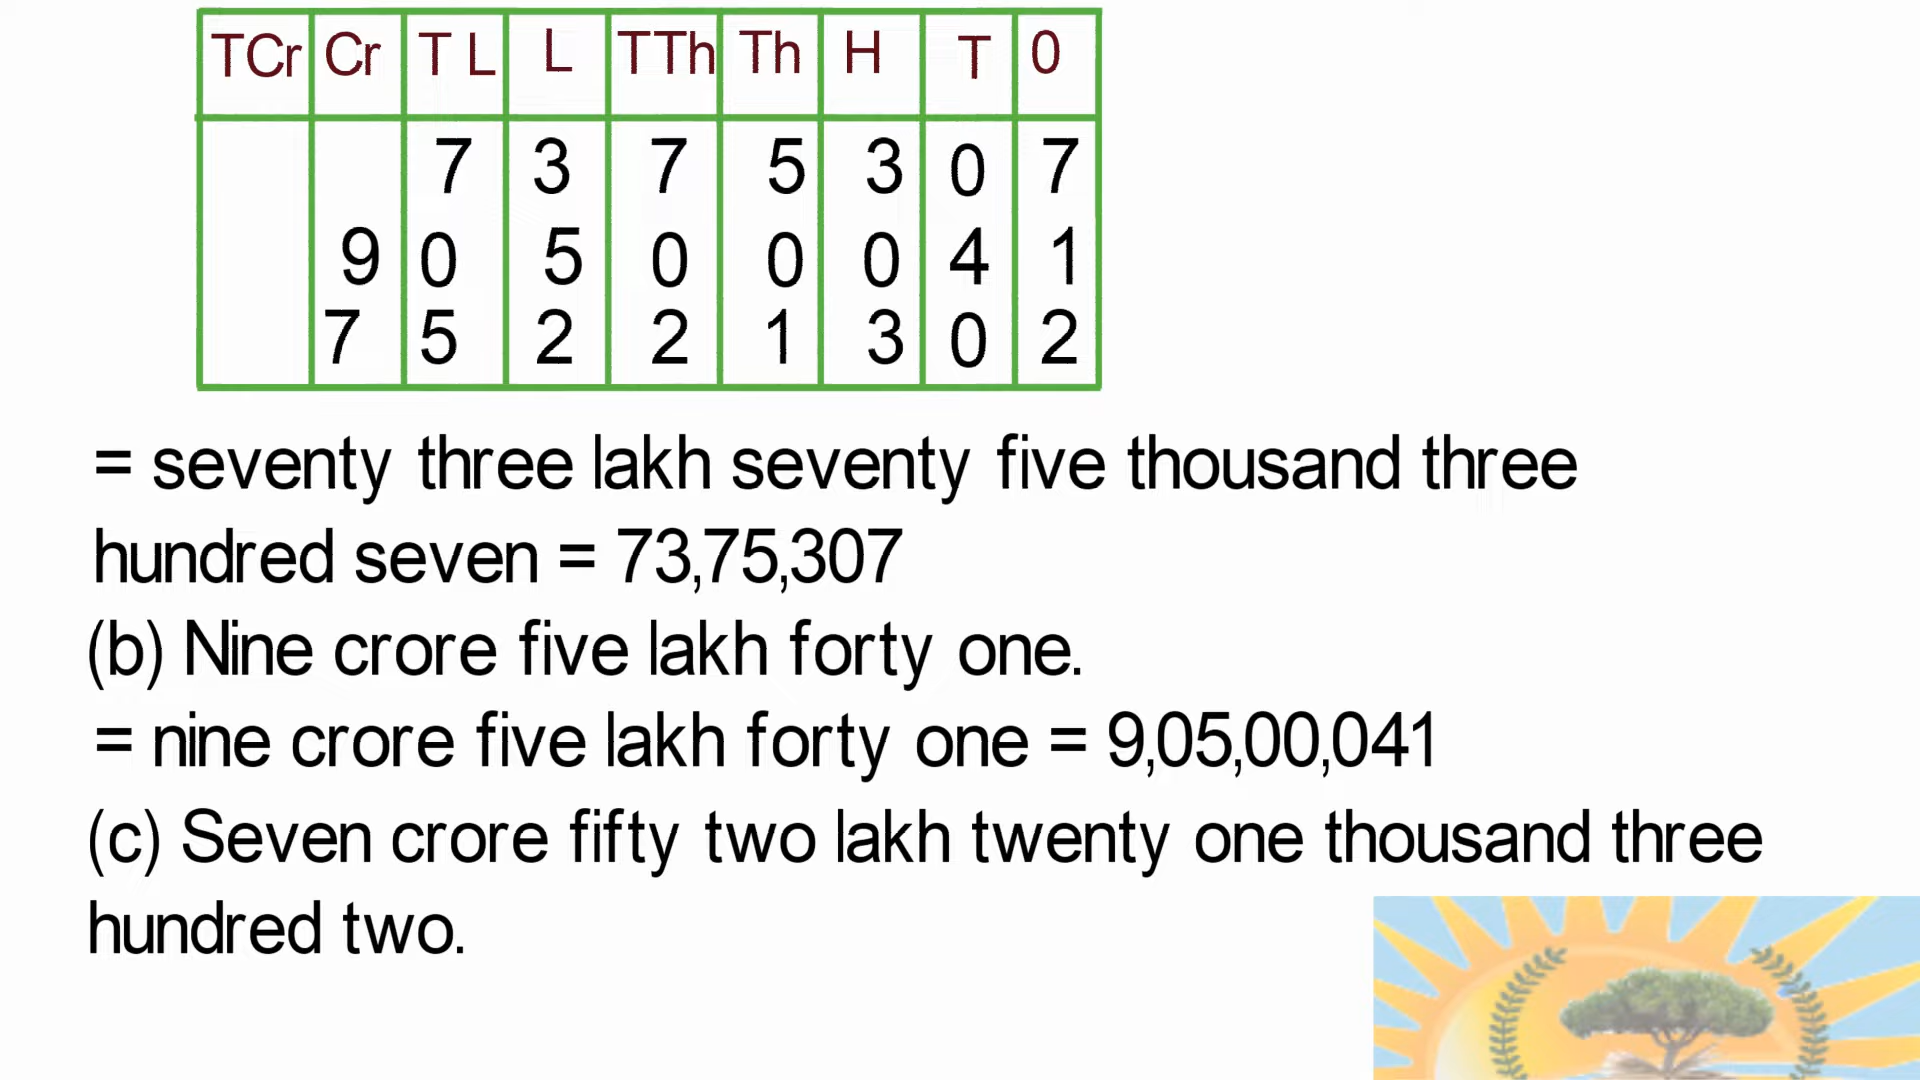 TCr Cr T L L TTh Th H T 0
7 3 7 5 3 0 7
9 0 5 0 0 0 4 1
7 5 2 2 1 3 0 2
= seventy three lakh seventy five thousand three
hundred seven = 73,75,307
(b) Nine crore five lakh forty one.
= nine crore five lakh forty one = 9,05,00,041
(c) Seven crore fifty two lakh twenty one thousand three
hundred two.